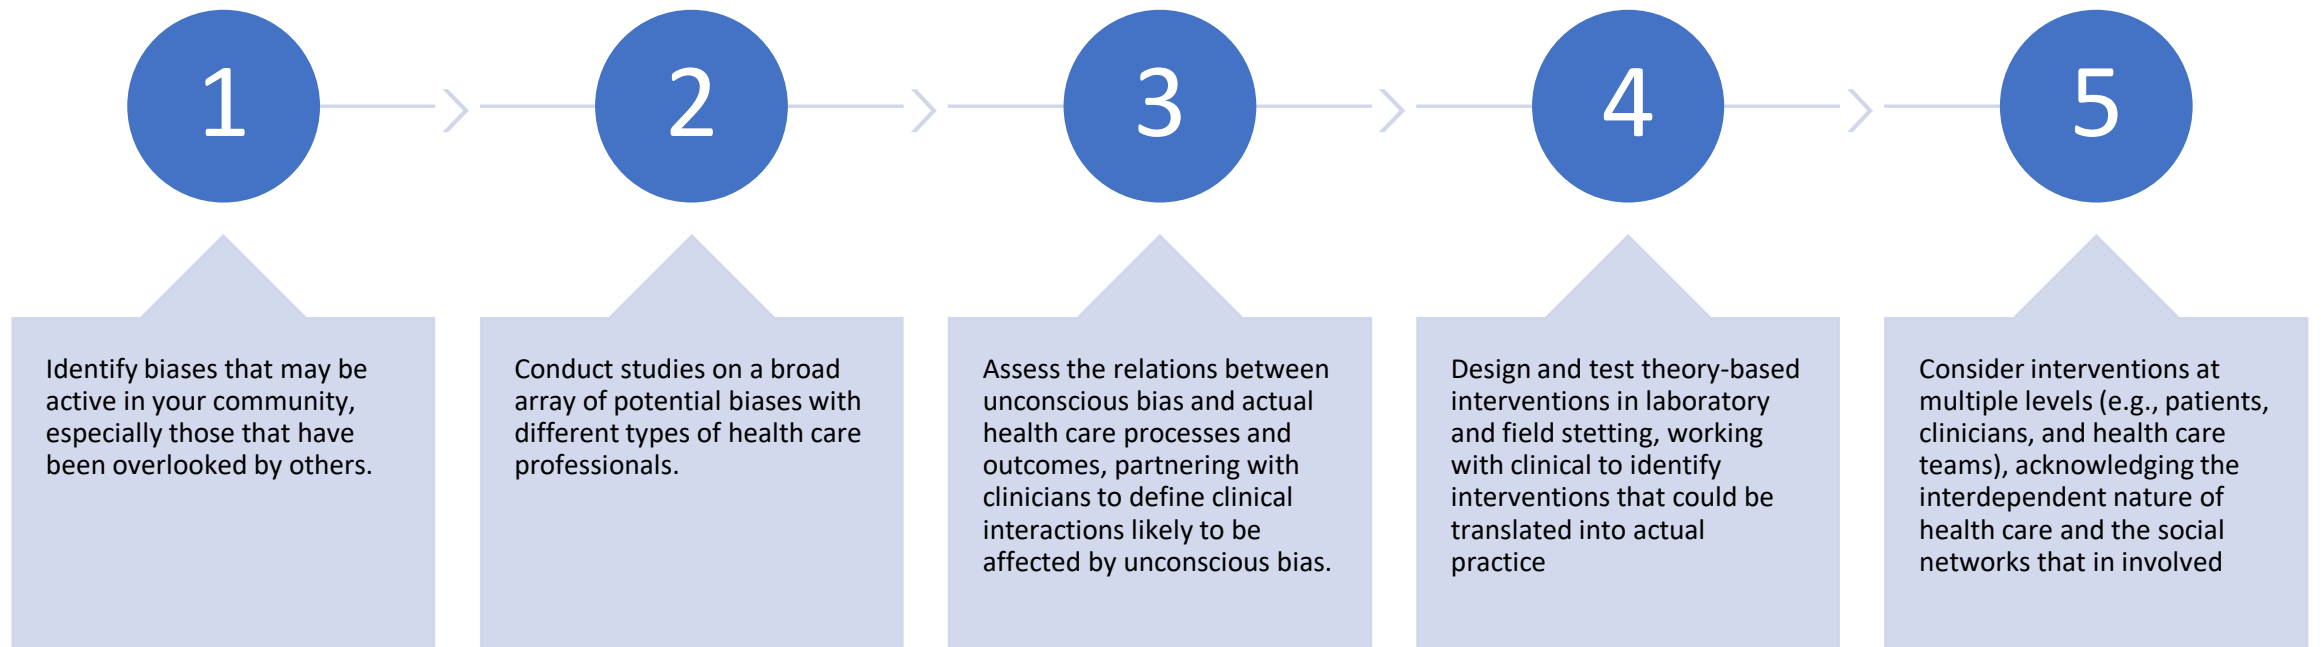 1
2
3
4
5
Identify biases that may be
active in your community,
especially those that have
been overlooked by others.
Conduct studies on a broad
array of potential biases with
different types of health care
professionals.
Assess the relations between
unconscious bias and actual
health care processes and
outcomes, partnering with
clinicians to define clinical
interactions likely to be
affected by unconscious bias.
Design and test theory-based
interventions in laboratory
and field stetting, working
with clinical to identify
interventions that could be
translated into actual
practice
Consider interventions at
multiple levels (e.g., patients,
clinicians, and health care
teams), acknowledging the
interdependent nature of
health care and the social
networks that in involved